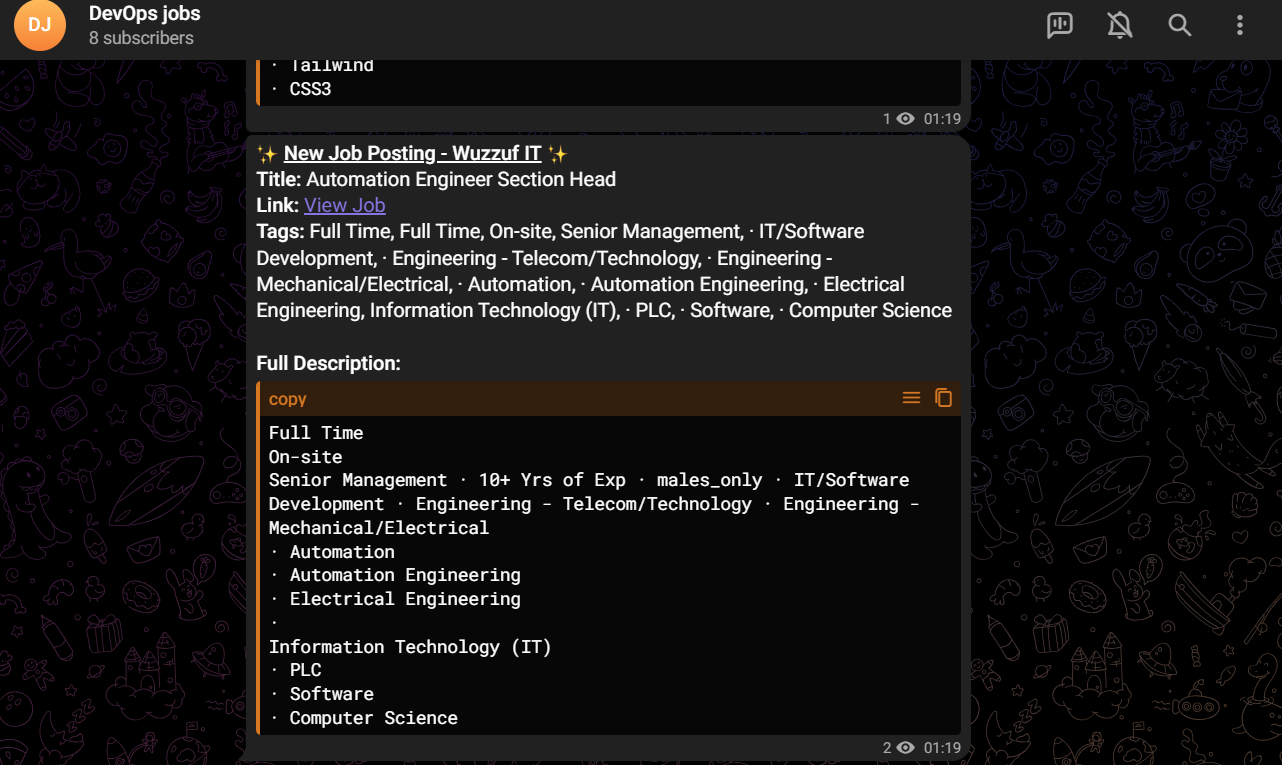 DJ
DevOps jobs
8 subscribers
· Tailwind
· CSS3
1 01:19
✨ New Job Posting - Wuzzuf IT ✨
Title: Automation Engineer Section Head
Link: View Job
Tags: Full Time, Full Time, On-site, Senior Management, · IT/Software
Development, · Engineering - Telecom/Technology, · Engineering -
Mechanical/Electrical, · Automation, · Automation Engineering, · Electrical
Engineering, Information Technology (IT), · PLC, · Software, · Computer Science
Full Description:
copy
Full Time
On-site
Senior Management · 10+ Yrs of Exp · males_only · IT/Software
Development · Engineering - Telecom/Technology · Engineering -
Mechanical/Electrical
· Automation
· Automation Engineering
· Electrical Engineering
·
Information Technology (IT)
· PLC
· Software
· Computer Science
2 01:19